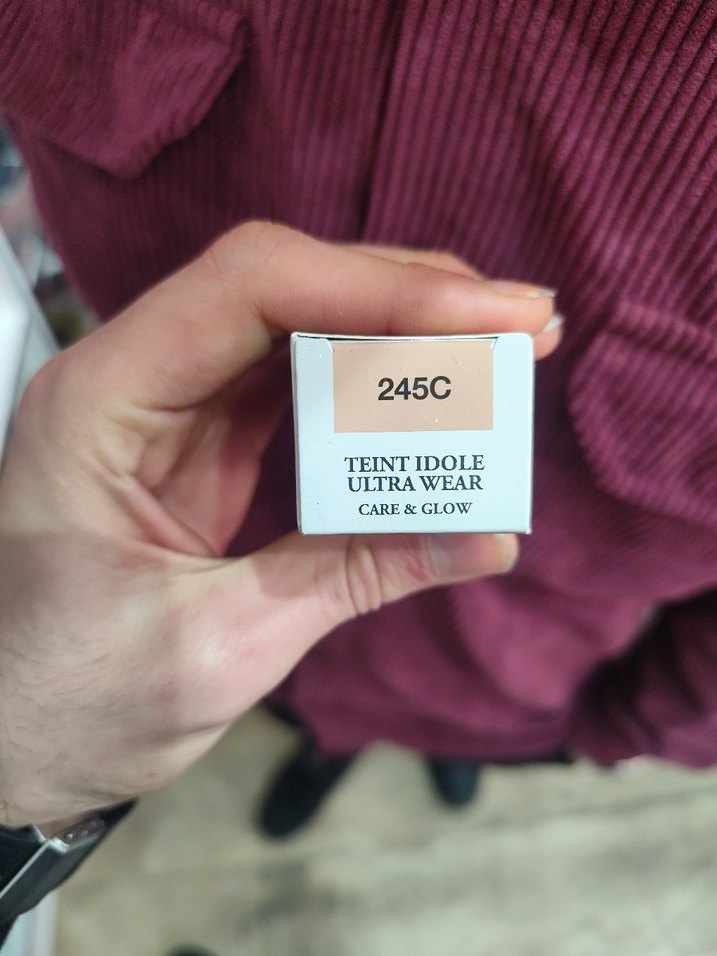 245C
TEINT IDOLE
ULTRA WEAR
CARE & GLOW